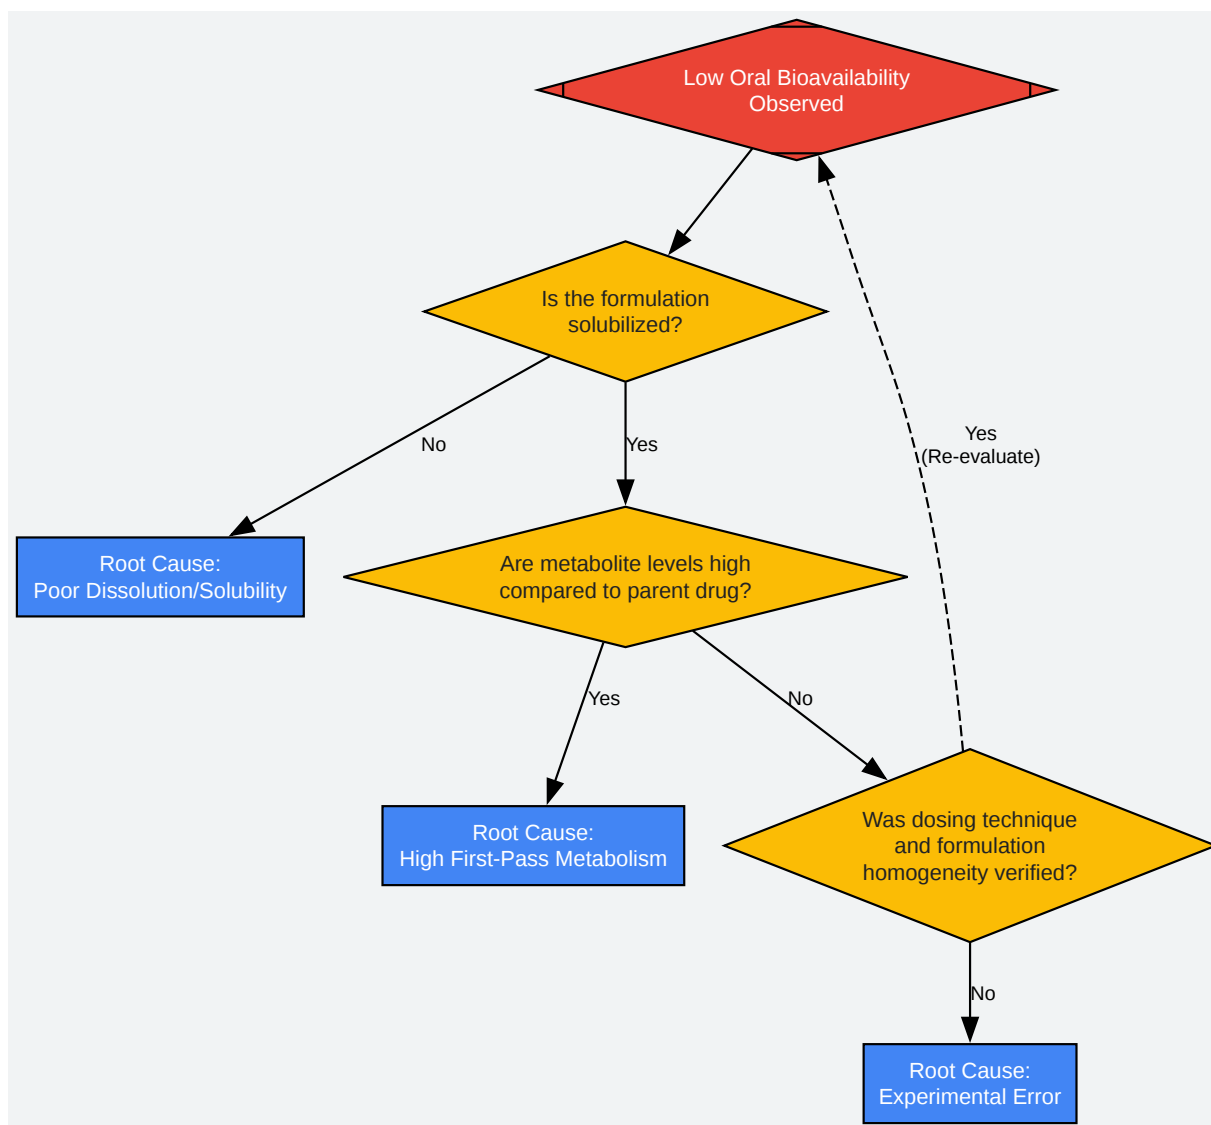 Low Oral Bioavailability
Observed
Is the formulation
solubilized?
No
Yes
Yes
(Re-evaluate)
Root Cause:
Poor Dissolution/Solubility
Are metabolite levels high
compared to parent drug?
Yes
No
Root Cause:
High First-Pass Metabolism
Was dosing technique
and formulation
homogeneity verified?
No
Root Cause:
Experimental Error